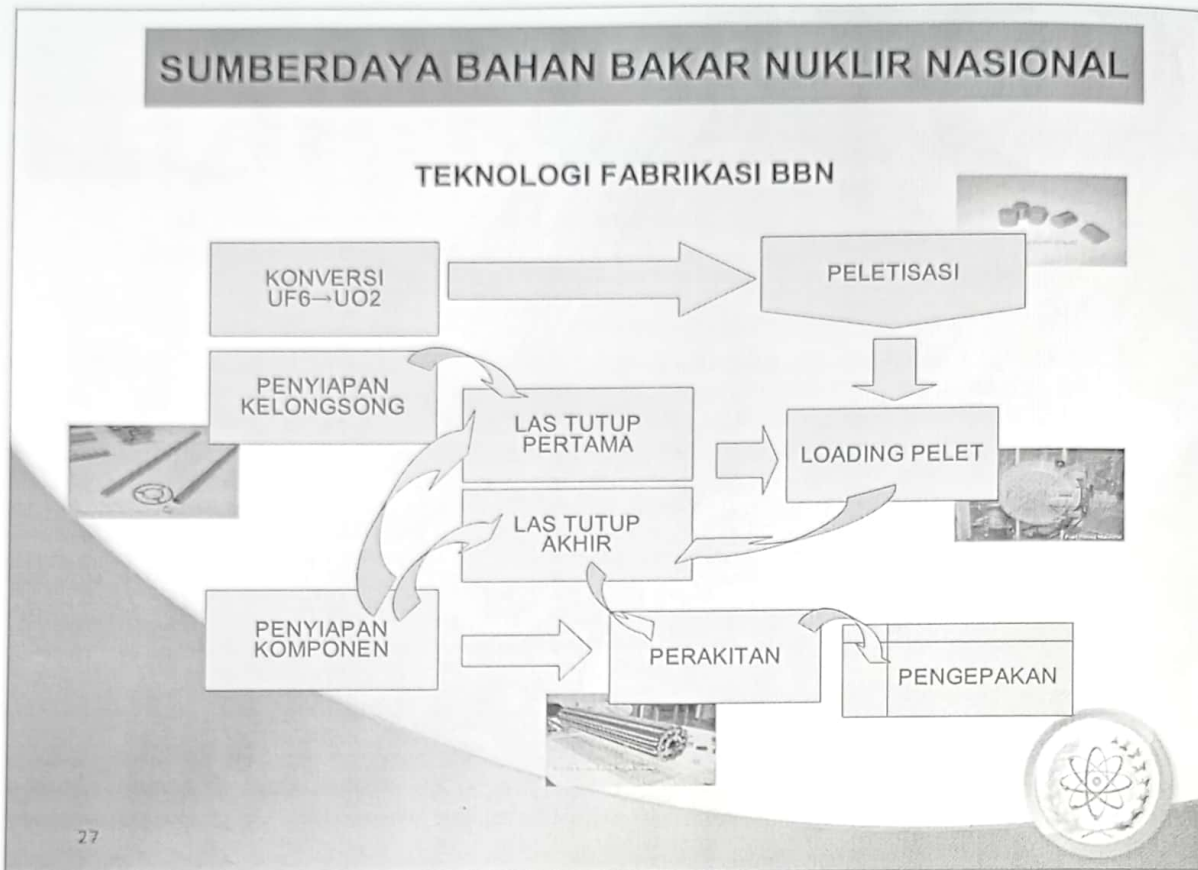 SUMBERDAYA BAHAN BAKAR NUKLIR NASIONAL
TEKNOLOGI FABRIKASI BBN
KONVERSI
UF6→UO2
PELETISASI
PENYIAPAN
KELONGSONG
LAS TUTUP
PERTAMA
LOADING PELET
LAS TUTUP
AKHIR
PENYIAPAN
KOMPONEN
PERAKITAN
PENGEPAKAN
27